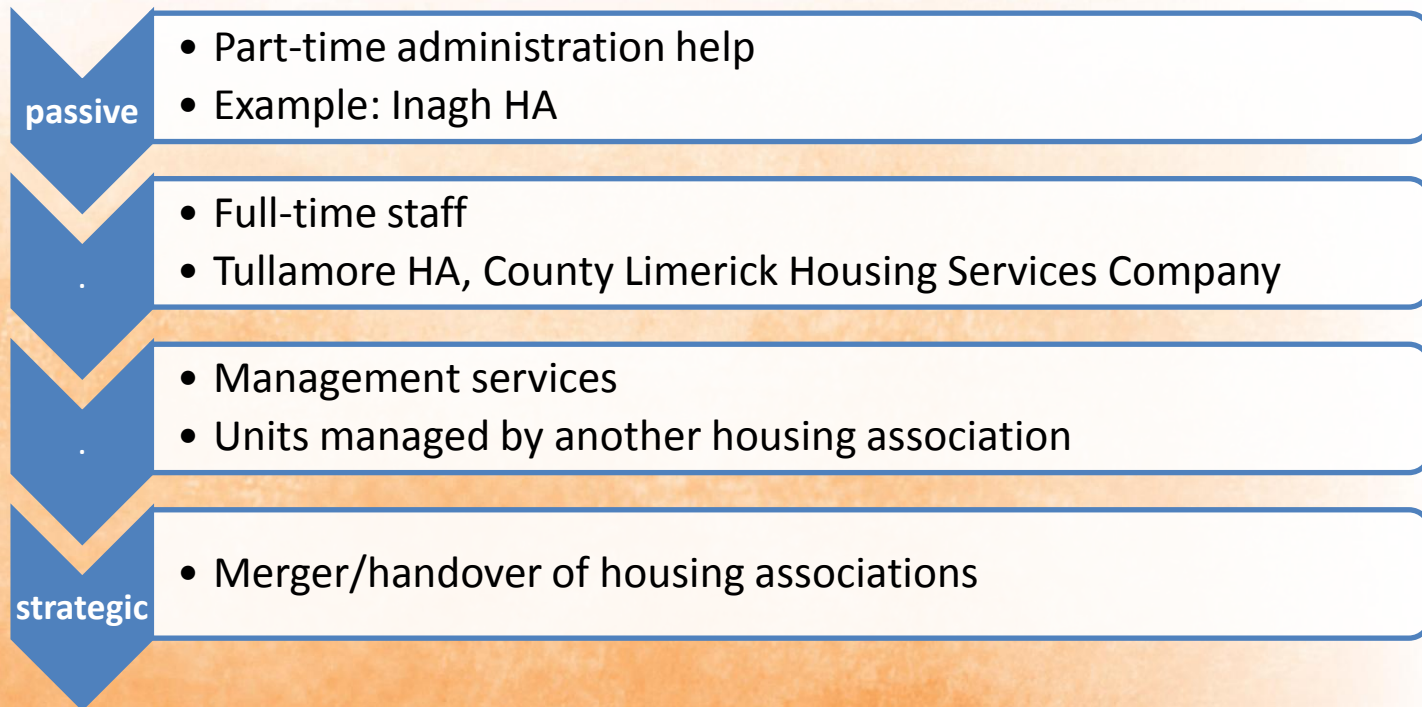 passive
• Part-time administration help
• Example: Inagh HA
.
• Full-time staff
• Tullamore HA, County Limerick Housing Services Company
.
• Management services
• Units managed by another housing association
strategic
• Merger/handover of housing associations